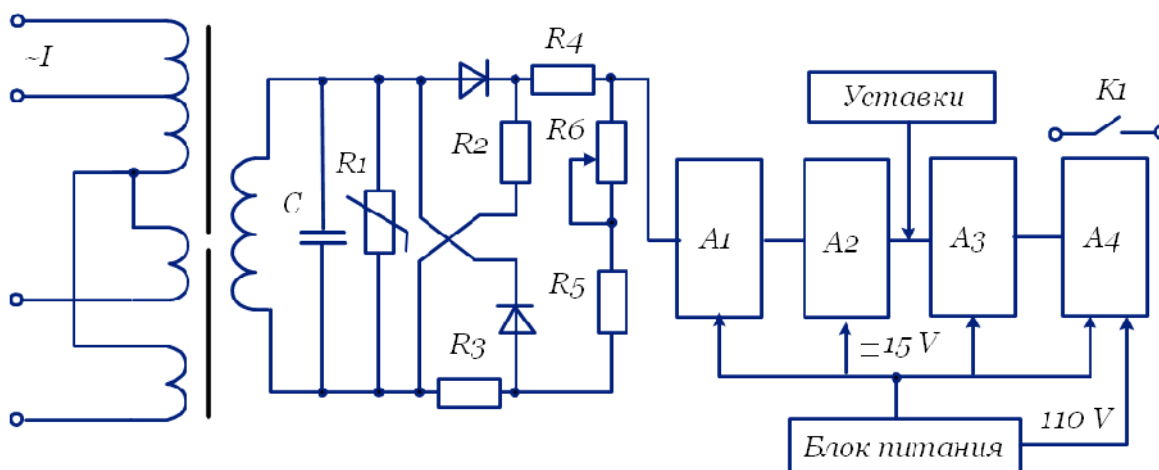 ~I
C
R1
R2
R3
R4
R5
R6
Уставки
K1
A1
A2
A3
A4
=15 V
110 V
Блок питания